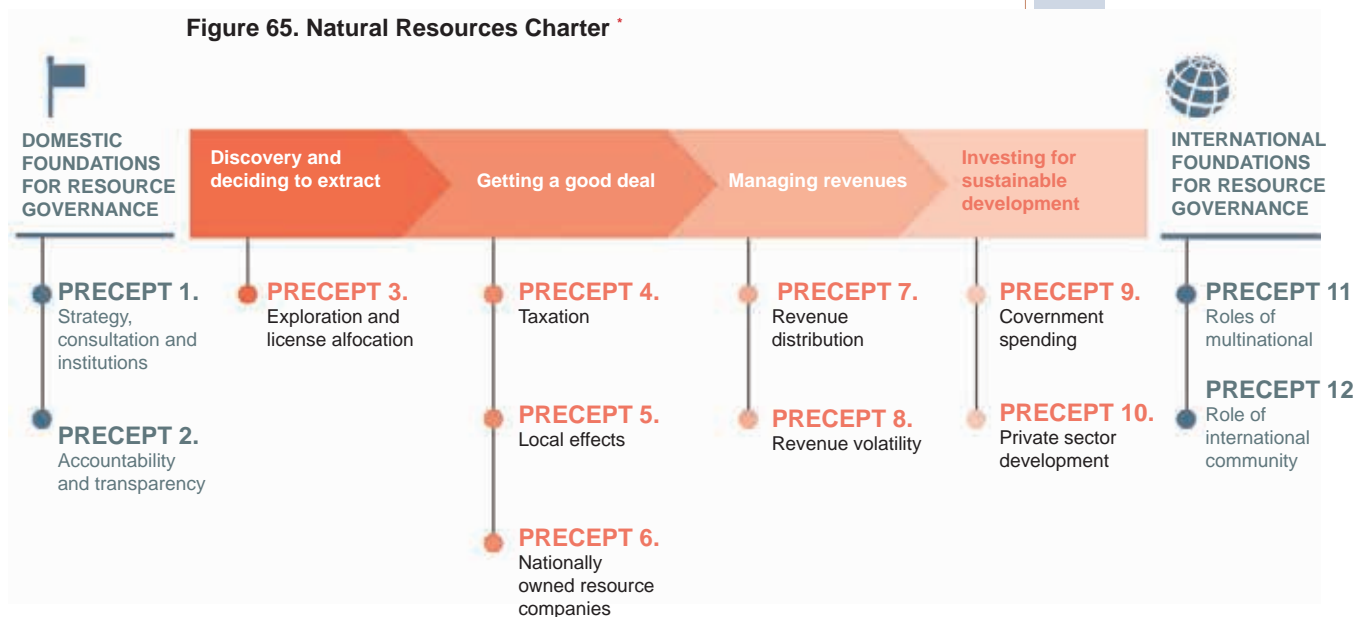 Figure 65. Natural Resources Charter *
DOMESTIC
FOUNDATIONS
FOR RESOURCE
GOVERNANCE
Discovery and
deciding to extract
Getting a good deal
Managing revenues
Investing for
sustainable
development
INTERNATIONAL
FOUNDATIONS
FOR RESOURCE
GOVERNANCE
PRECEPT 1.
Strategy,
consultation and
institutions
PRECEPT 2.
Accountability
and transparency
PRECEPT 3.
Exploration and
license alfocation
PRECEPT 4.
Taxation
PRECEPT 5.
Local effects
PRECEPT 6.
Nationally
owned resource
companies
PRECEPT 7.
Revenue
distribution
PRECEPT 8.
Revenue volatility
PRECEPT 9.
Covernment
spending
PRECEPT 10.
Private sector
development
PRECEPT 11
Roles of
multinational
PRECEPT 12
Role of
international
community